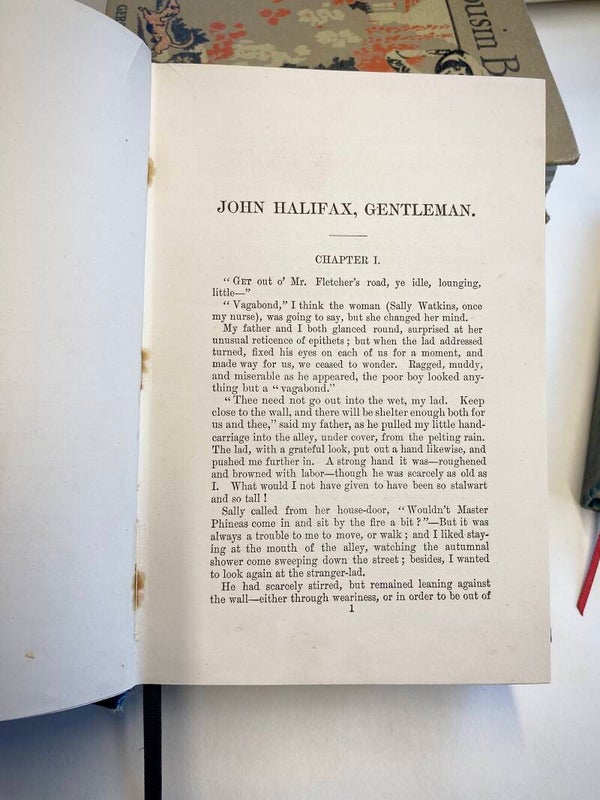 ousin B
GER
JOHN HALIFAX, GENTLEMAN.
CHAPTER I.
“ GET out o’ Mr. Fletcher’s road, ye idle, lounging,
little—”
“ Vagabond,” I think the woman (Sally Watkins, once
my nurse), was going to say, but she changed her mind.
My father and I both glanced round, surprised at her
unusual reticence of epithets ; but when the lad addressed
turned, fixed his eyes on each of us for a moment, and
made way for us, we ceased to wonder. Ragged, muddy,
and miserable as he appeared, the poor boy looked any-
thing but a “ vagabond.”
“ Thee need not go out into the wet, my lad. Keep
close to the wall, and there will be shelter enough both for
us and thee,” said my father, as he pulled my little hand-
carriage into the alley, under cover, from the pelting rain.
The lad, with a grateful look, put out a hand likewise, and
pushed me further in. A strong hand it was—roughened
and browned with labor—though he was scarcely as old as
I. What would I not have given to have been so stalwart
and so tall !
Sally called from her house-door, “ Wouldn’t Master
Phineas come in and sit by the fire a bit ? ”—But it was
always a trouble to me to move, or walk ; and I liked stay-
ing at the mouth of the alley, watching the autumnal
shower come sweeping down the street ; besides, I wanted
to look again at the stranger-lad.
He had scarcely stirred, but remained leaning against
the wall—either through weariness, or in order to be out of
1